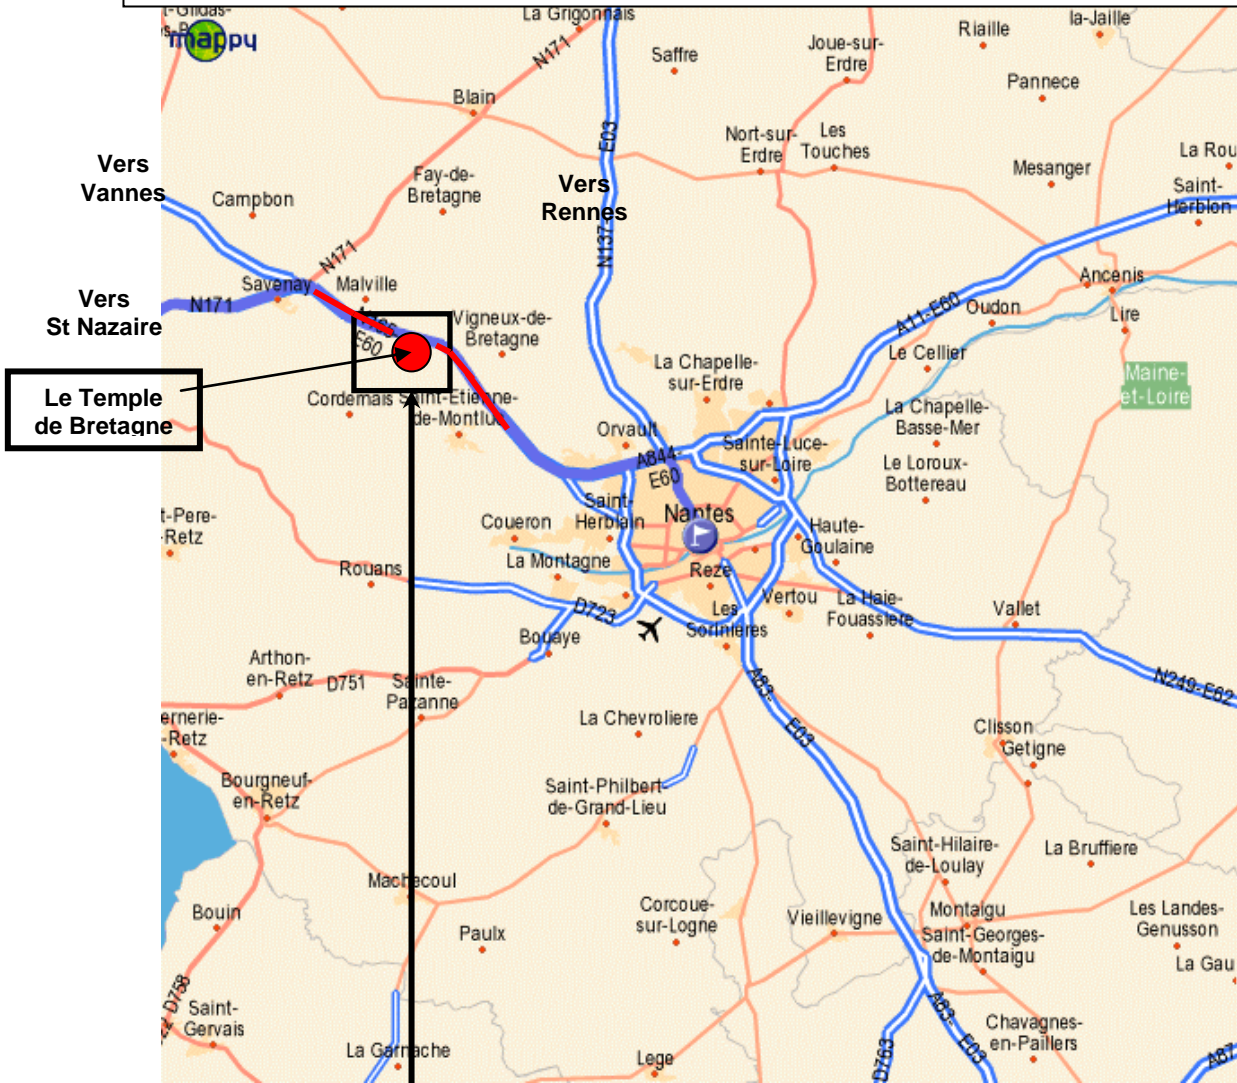 t-Gildas-
mappy
La Grigonnais
N171
Saffre
Joue-sur-
Erdre
Riaille
la-Jaille
Pannece
Blain
E03
Nort-sur-
Erdre
Les
Touches
Mesanger
La Rou
Saint-
Herblon
Vers
Vannes
Campbon
Fay-de-
Bretagne
Vers
Rennes
N137
N171
Savenay
Malville
Ancenis
Vers
St Nazaire
N171
E60
Vigneux-de-
Bretagne
A11-E60
Oudon
Lire
La Chapelle-
sur-Erdre
Le Cellier
Maine-
et-Loire
Le Temple
de Bretagne
Cordemais
Saint-Etienne-
de-Montluc
La Chapelle-
Basse-Mer
Orvault
A844-
E60
Sainte-Luce-
sur-Loire
Le Loroux-
Bottereau
t-Pere-
-Retz
Coueron
Saint-
Herblain
Nantes
Haute-
Goulaine
Rouans
La Montagne
Reze
D723
Les
Sorinieres
Vertou
La Haie-
Fouassiere
Vallet
Bouaye
Arthon-
en-Retz
D751
Sainte-
Pazanne
A83-
E03
N249-E62
ernerie-
-Retz
La Chevroliere
Clisson
Getigne
Bourgneuf-
en-Retz
Saint-Philbert-
de-Grand-Lieu
Saint-Hilaire-
de-Loulay
La Bruffiere
Machecoul
Bouin
Paulx
Corcoue-
sur-Logne
Vieillevigne
Montaigu
Saint-Georges-
de-Montaigu
Les Landes-
Genusson
La Gau
D758
Saint-
Gervais
A83-
E03
Chavagnes-
en-Paillers
La Garnache
Lege
D763
A87